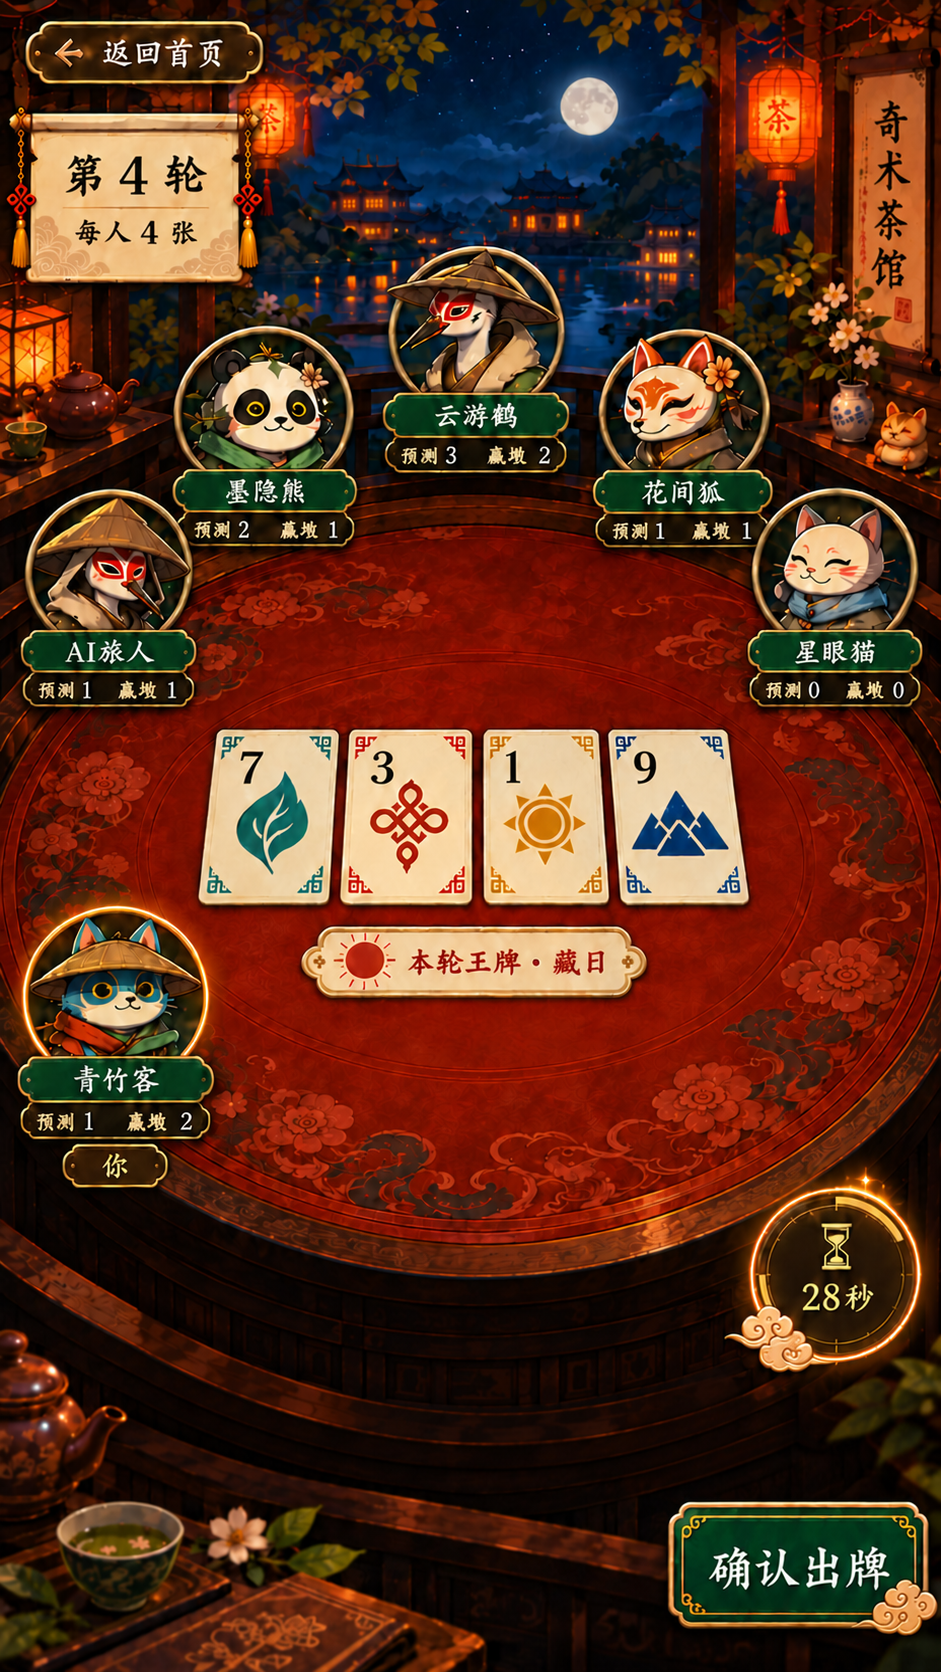 返回首页
第4轮
每人4张
茶
茶
奇术茶馆
云游鹤
预测3 赢墩2
墨隐熊
预测2 赢墩1
花间狐
预测1 赢墩1
AI旅人
预测1 赢墩1
星眼猫
预测0 赢墩0
7
3
1
9
本轮王牌·藏日
青竹客
预测1 赢墩2
你
28秒
确认出牌